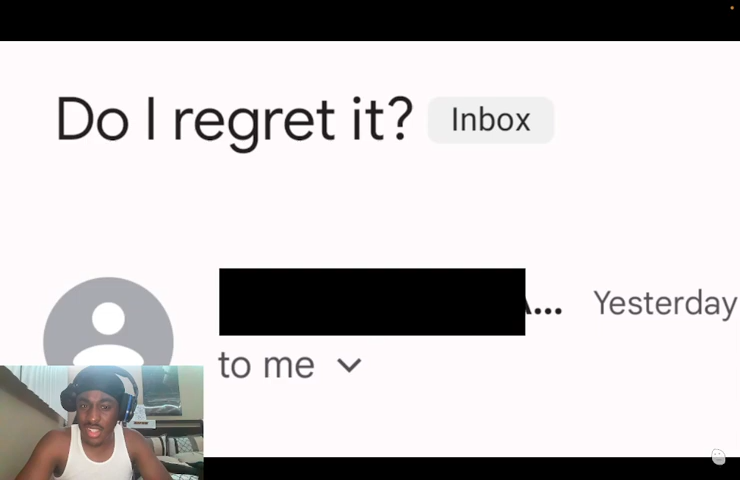 Do I regret it? Inbox
... Yesterday
to me